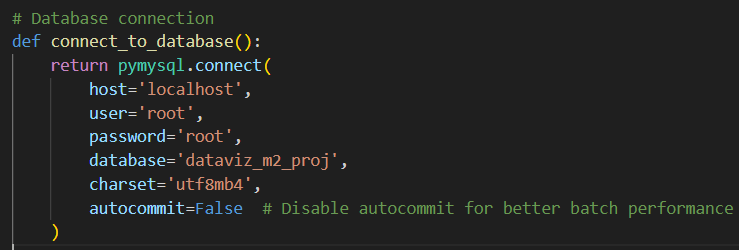 # Database connection
def connect_to_database():
    return pymysql.connect(
        host='localhost',
        user='root',
        password='root',
        database='dataviz_m2_proj',
        charset='utf8mb4',
        autocommit=False  # Disable autocommit for better batch performance
    )